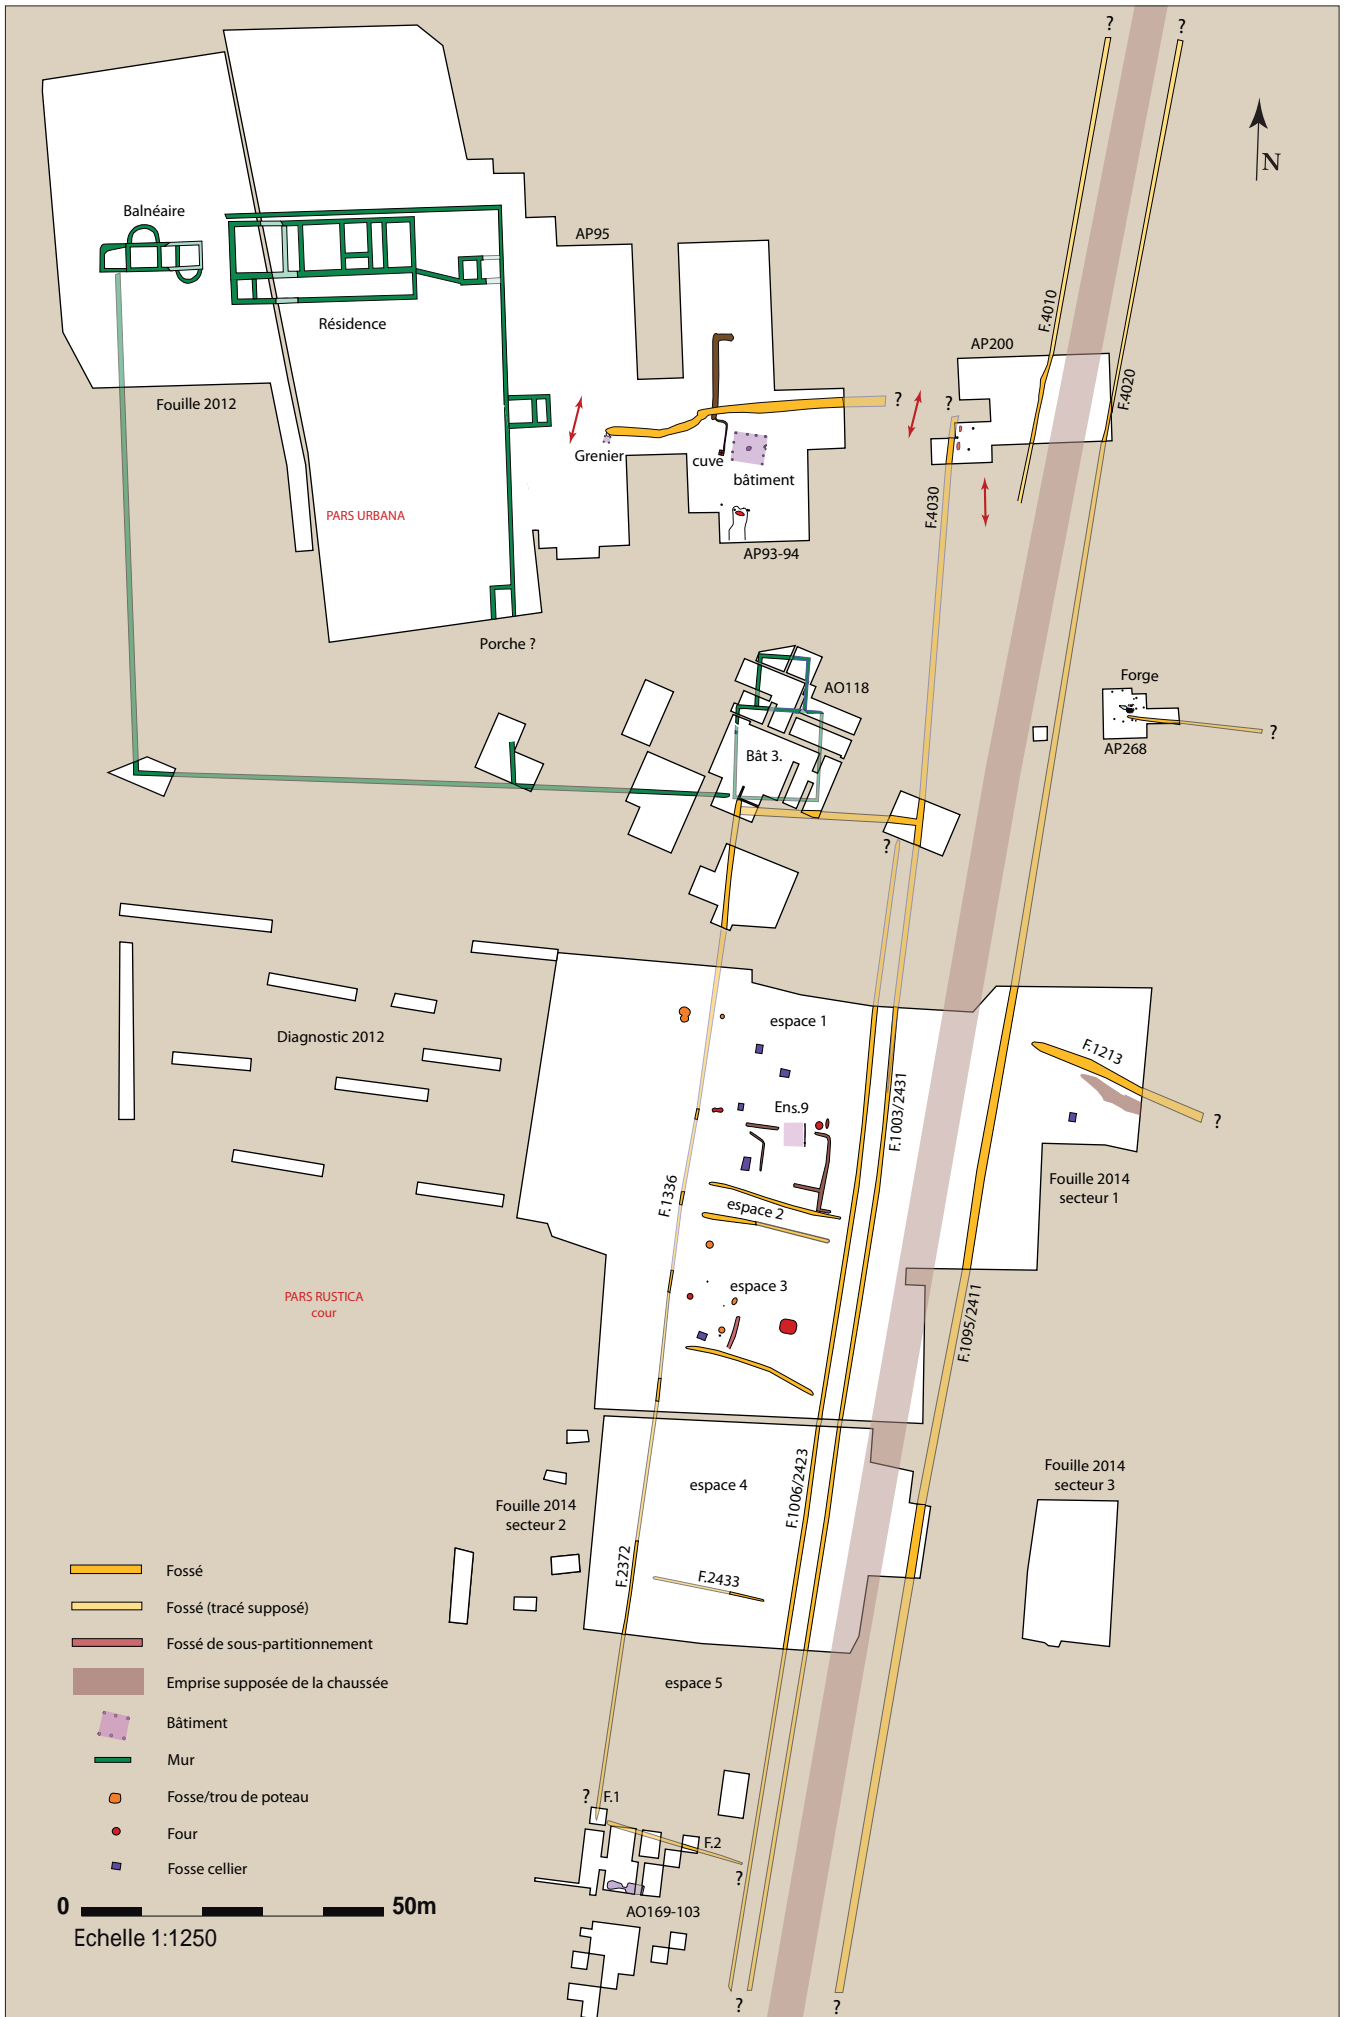 ?
?
N
Balnéaire
AP95
Résidence
F.4010
AP200
F.4020
Fouille 2012
?
?
Grenier
cuve
bâtiment
F.4030
PARS URBANA
AP93-94
Porche ?
Forge
AO118
?
AP268
Bât 3.
?
Diagnostic 2012
espace 1
F.1213
Ens.9
F.1003/2431
?
F.1336
espace 2
Fouille 2014
secteur 1
espace 3
PARS RUSTICA
cour
F.1095/2411
espace 4
F.1006/2423
Fouille 2014
secteur 3
Fouille 2014
secteur 2
F.2372
F.2433
espace 5
Fossé
Fossé (tracé supposé)
Fossé de sous-partitionnement
Emprise supposée de la chaussée
Bâtiment
Mur
Fosse/trou de poteau
Four
Fosse cellier
? F.1
F.2
?
0 50m
Echelle 1:1250
AO169-103
?
?